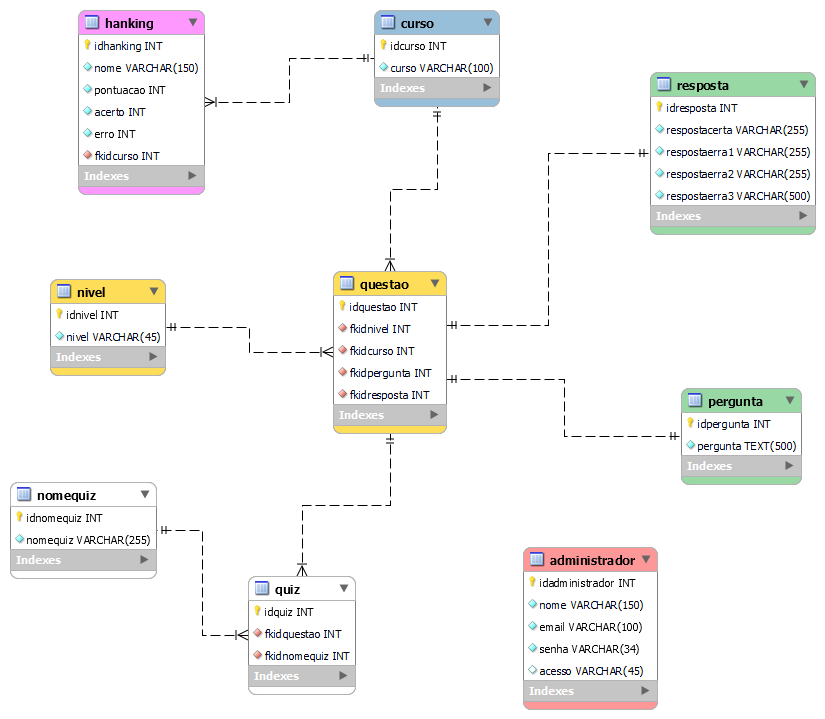 hanking
idhanking INT
nome VARCHAR(150)
pontuacao INT
acerto INT
erro INT
fkidcurso INT
Indexes
curso
idcurso INT
curso VARCHAR(100)
Indexes
resposta
idresposta INT
respostacerta VARCHAR(255)
respostaerra1 VARCHAR(255)
respostaerra2 VARCHAR(255)
respostaerra3 VARCHAR(500)
Indexes
nivel
idnivel INT
nivel VARCHAR(45)
Indexes
questao
idquestao INT
fkidnivel INT
fkidcurso INT
fkidpergunta INT
fkidresposta INT
Indexes
pergunta
idpergunta INT
pergunta TEXT(500)
Indexes
nomequiz
idnomequiz INT
nomequiz VARCHAR(255)
Indexes
quiz
idquiz INT
fkidquestao INT
fkidnomequiz INT
Indexes
administrador
idadministrador INT
nome VARCHAR(150)
email VARCHAR(100)
senha VARCHAR(34)
acesso VARCHAR(45)
Indexes